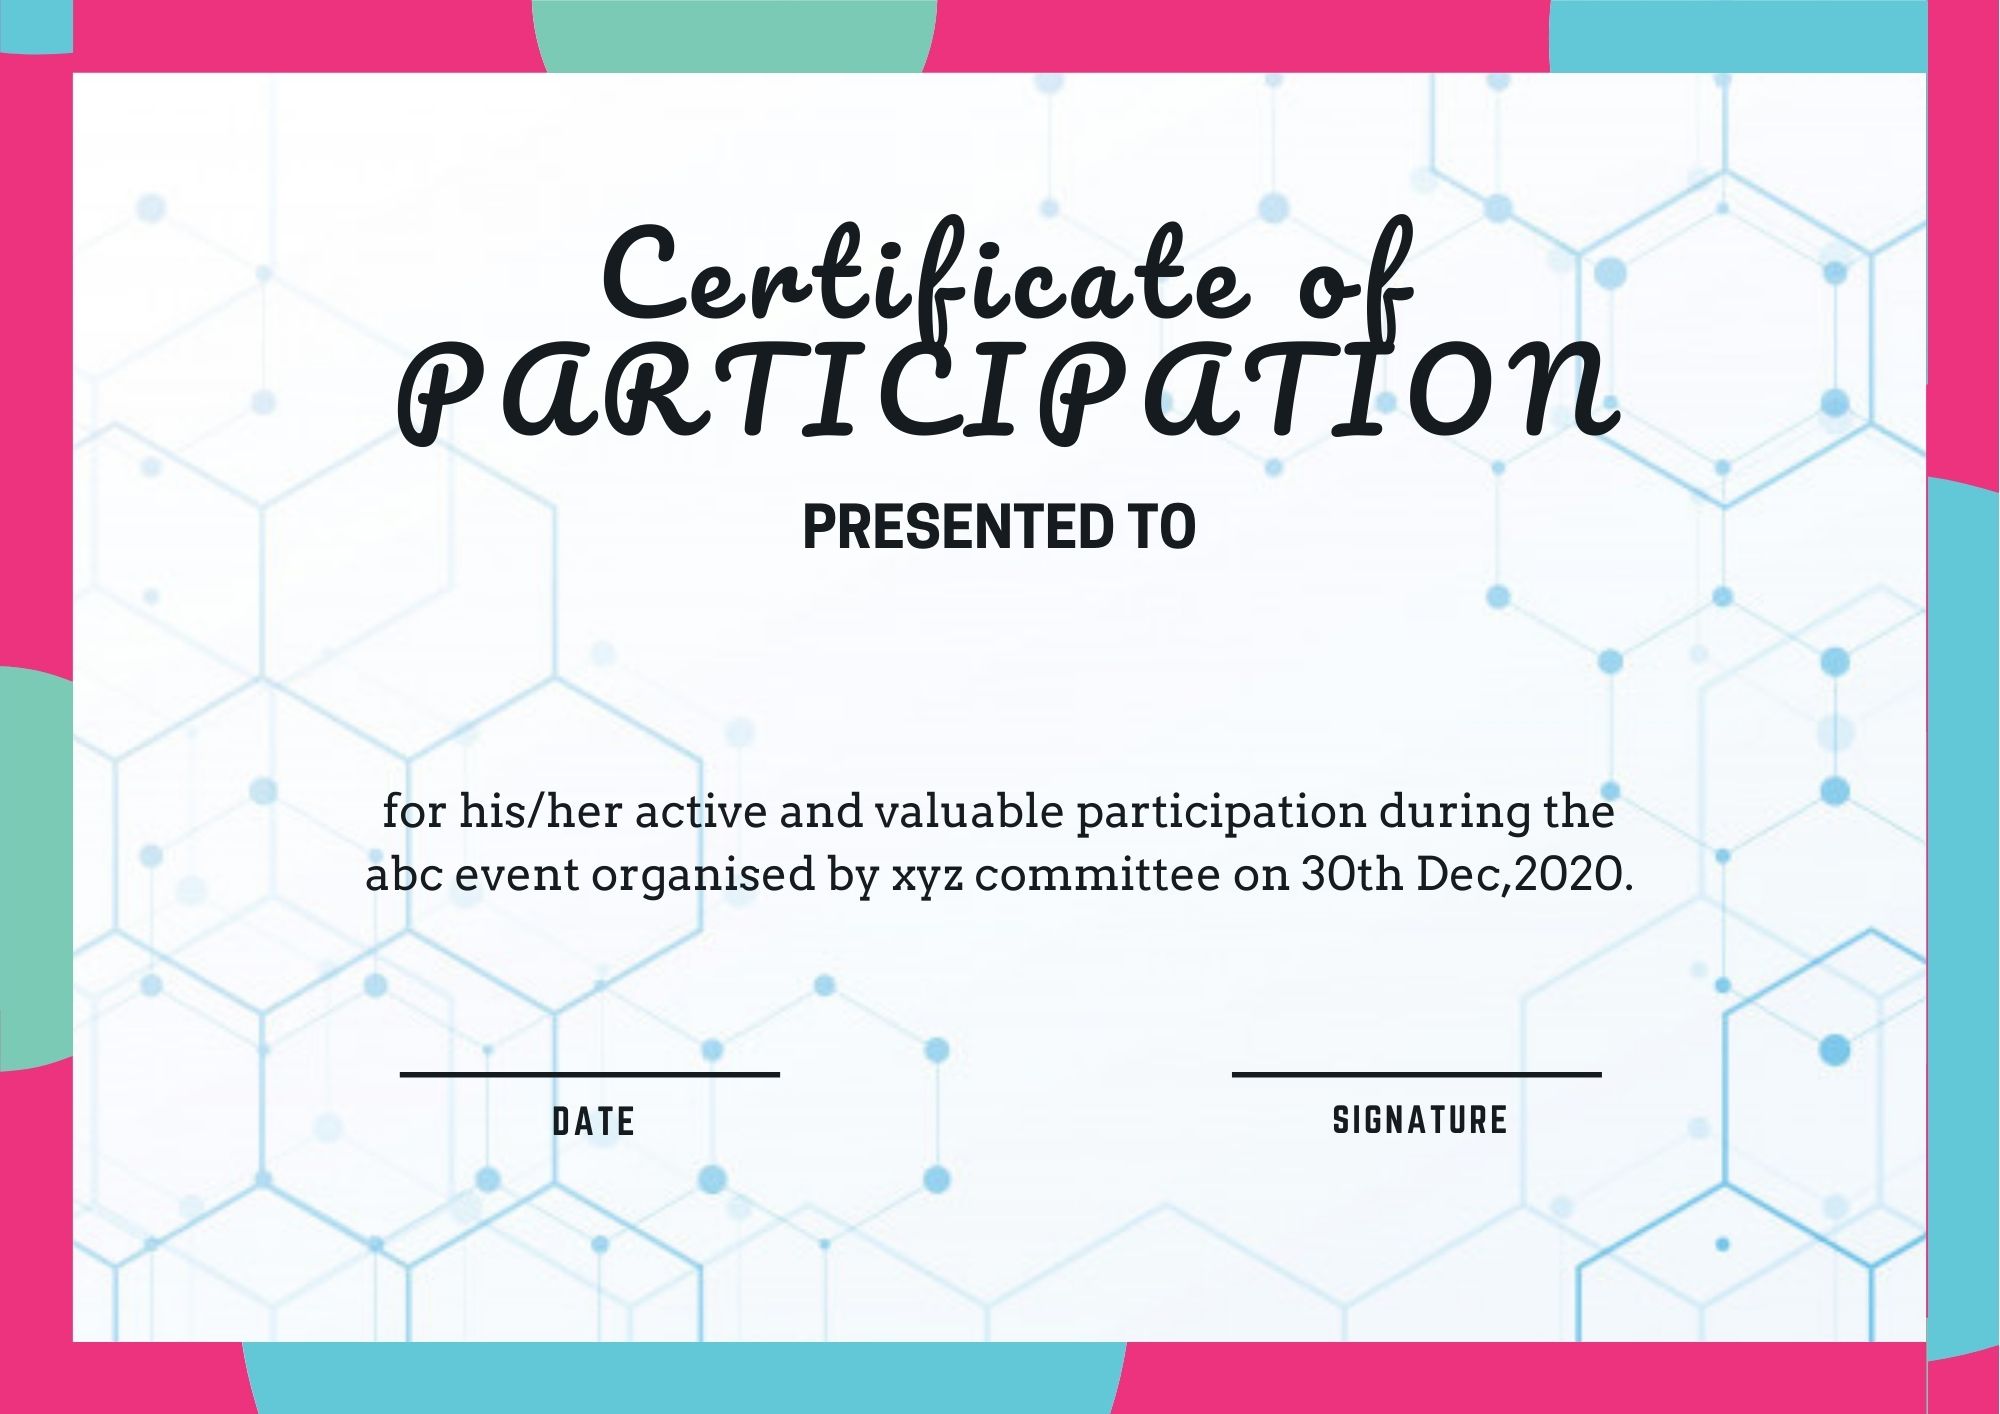 Certificate of
PARTICIPATION
PRESENTED TO
for his/her active and valuable participation during the
abc event organised by xyz committee on 30th Dec,2020.
DATE
SIGNATURE